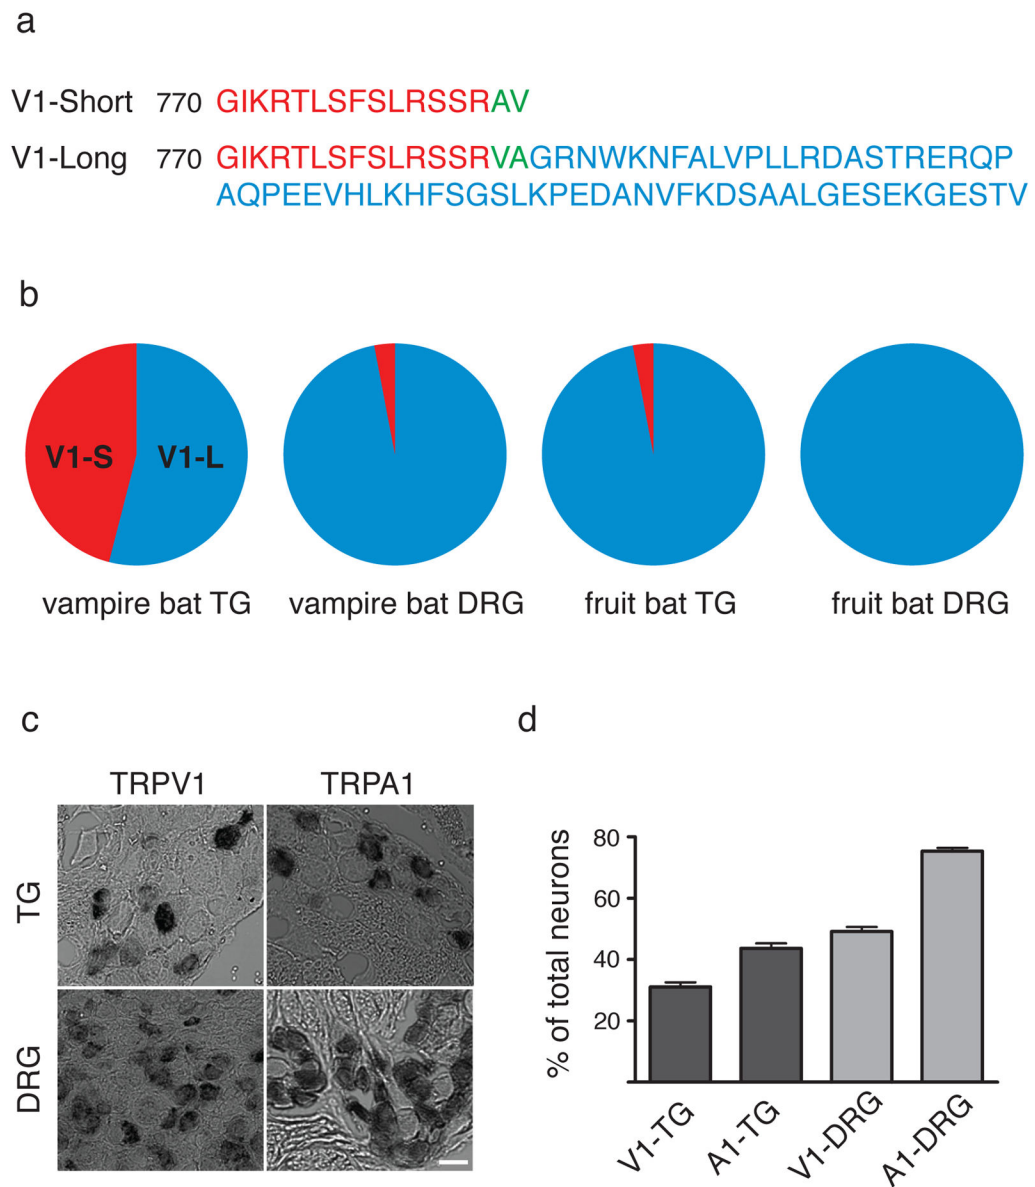 a
V1-Short 770 GIKRTLSFSLRSSRAV
V1-Long 770 GIKRTLSFSLRSSRVAGRNWKNFALVPLLRDASTRERQP
AQPEEVHLKHFSGSLKPEDANVFKDSAALGESEKGESTV
b
V1-S V1-L
vampire bat TG vampire bat DRG fruit bat TG fruit bat DRG
c
TRPV1 TRPA1
TG
DRG
d
% of total neurons
80
60
40
20
V1-TG A1-TG V1-DRG A1-DRG